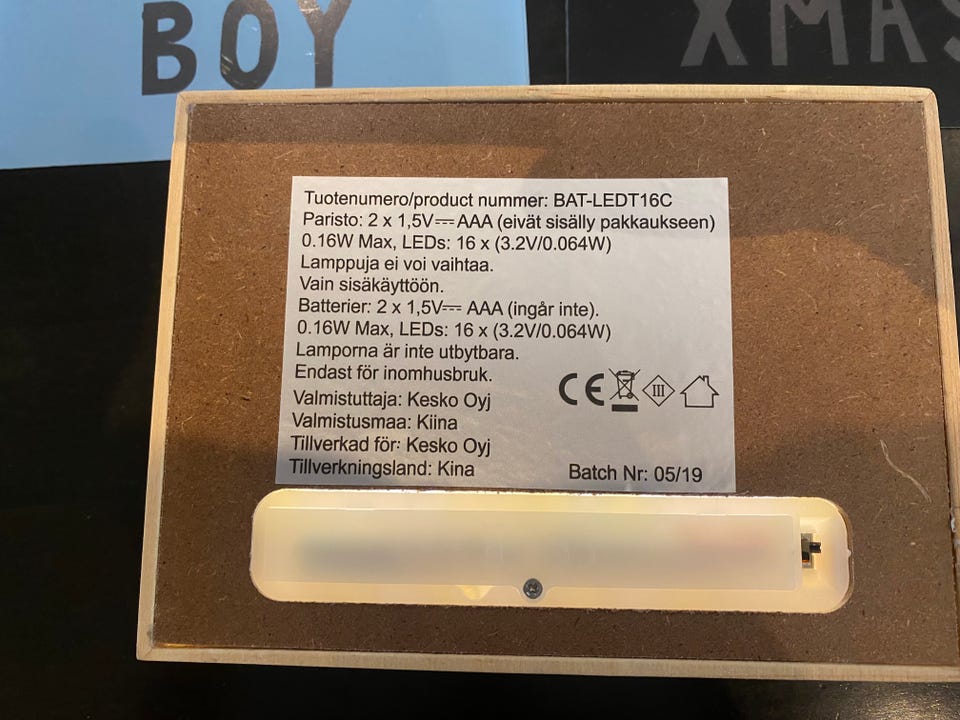 BOY
XMAS
Tuotenumero/product number: BAT-LEDT16C
Paristo: 2 x 1,5V⎓ AAA (eivät sisälly pakkaukseen)
0.16W Max, LEDs: 16 x (3.2V/0.064W)
Lamppuja ei voi vaihtaa.
Vain sisäkäyttöön.
Batterier: 2 x 1,5V⎓ AAA (ingår inte).
0.16W Max, LEDs: 16 x (3.2V/0.064W)
Lamporna är inte utbytbara.
Endast för inomhusbruk.
Valmistuttaja: Kesko Oyj
Valmistusmaa: Kiina
Tillverkad för: Kesko Oyj
Tillverkningsland: Kina
CE
III
Batch Nr: 05/19